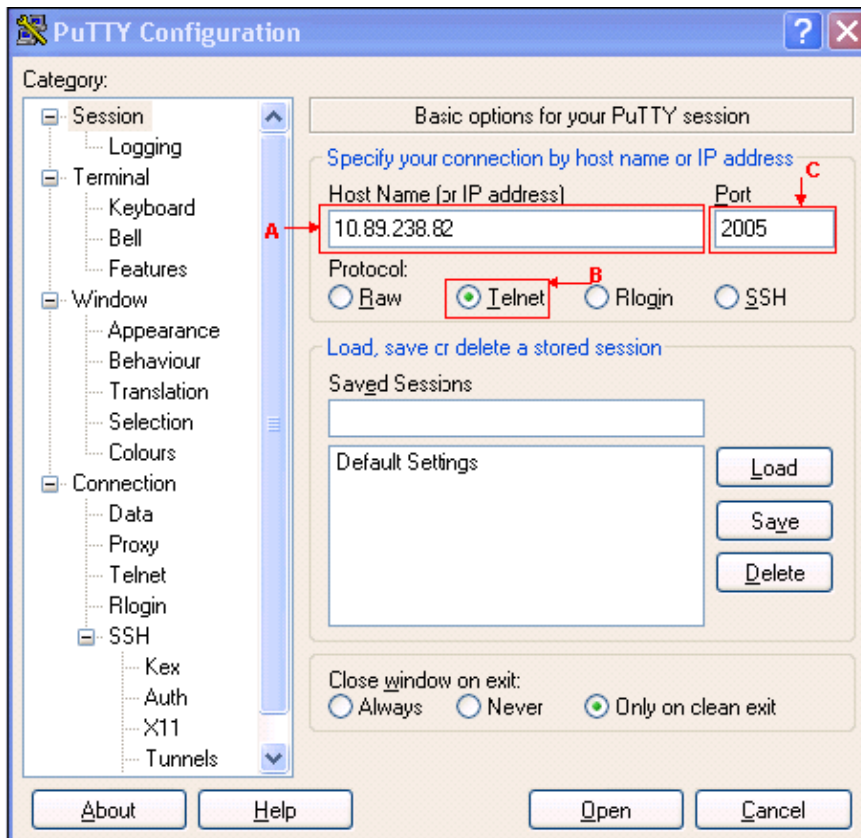 PuTTY Configuration
Category:
Session
Logging
Terminal
Keyboard
Bell
Features
Window
Appearance
Behaviour
Translation
Selection
Colours
Connection
Data
Proxy
Telnet
Rlogin
SSH
Kex
Auth
X11
Tunnels
Basic options for your PuTTY session
Specify your connection by host name or IP address
C
Host Name (or IP address) Port
A 10.89.238.82 2005
Protocol: B
Raw Telnet Rlogin SSH
Load, save or delete a stored session
Saved Sessions
Default Settings
Load
Save
Delete
Close window on exit:
Always Never Only on clean exit
About Help Open Cancel